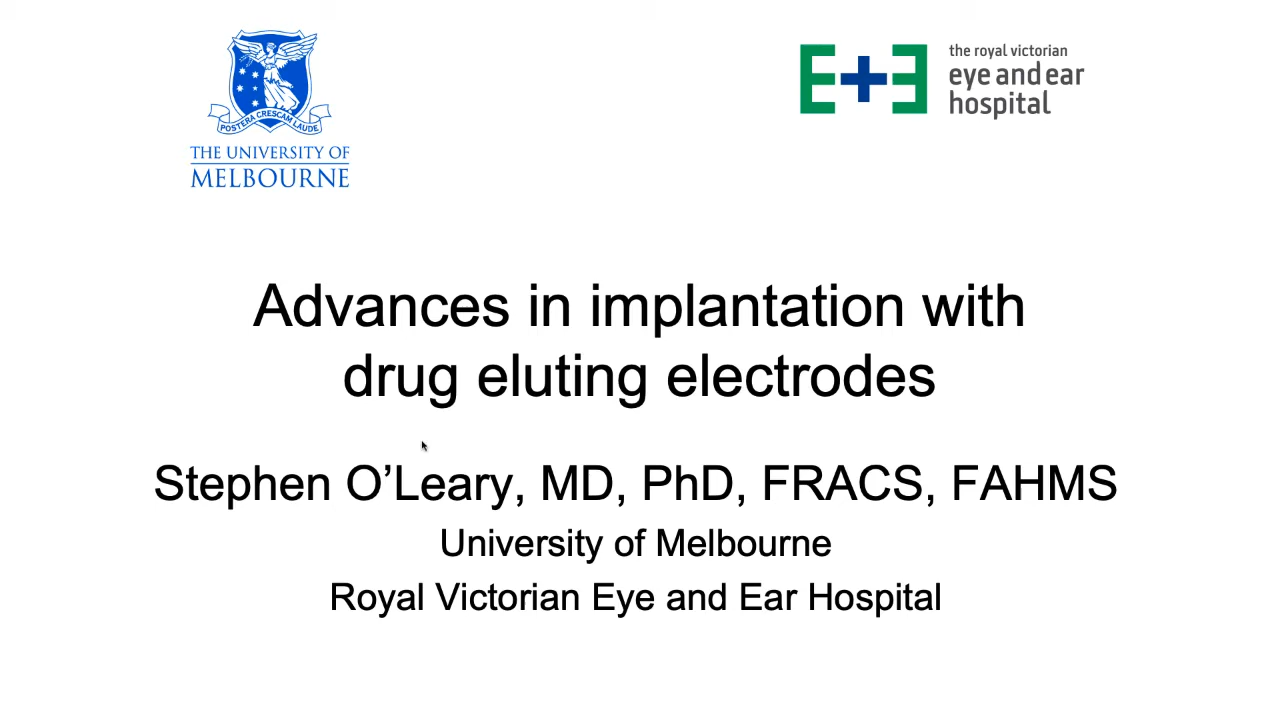 POSTERA CRESCAM LAUDE
THE UNIVERSITY OF
MELBOURNE
E+E
the royal victorian
eye and ear
hospital
Advances in implantation with
drug eluting electrodes
Stephen O’Leary, MD, PhD, FRACS, FAHMS
University of Melbourne
Royal Victorian Eye and Ear Hospital